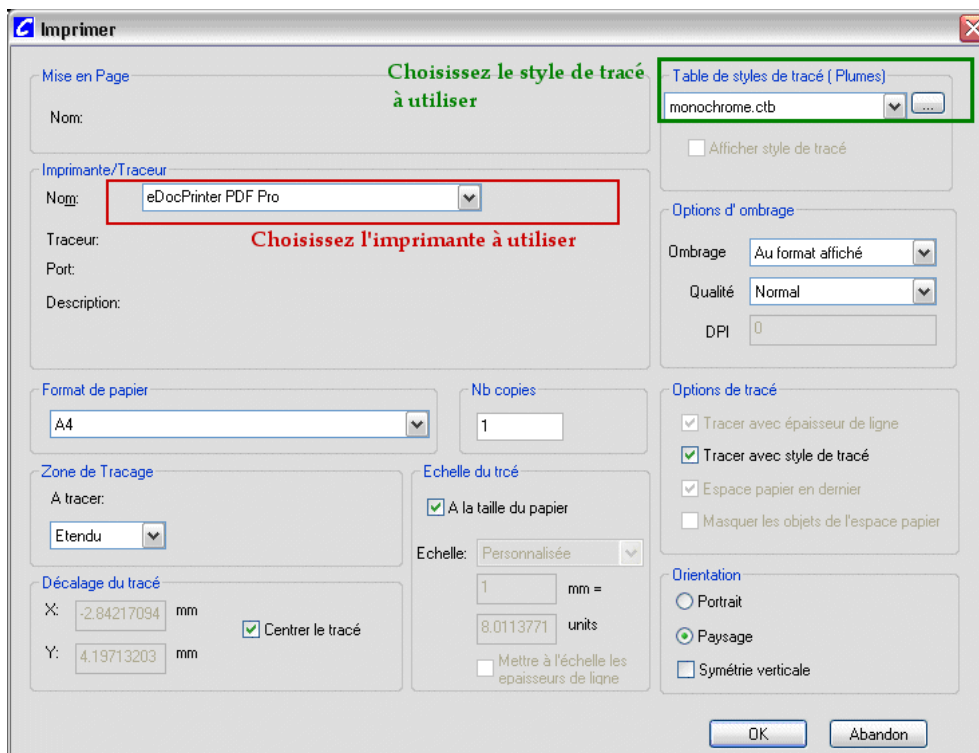 Imprimer
Mise en Page
Nom:
Choisissez le style de tracé
à utiliser
Table de styles de tracé ( Plumes)
monochrome.ctb
...
Afficher style de tracé
Imprimante/Traceur
Nom:
eDocPrinter PDF Pro
Choisissez l'imprimante à utiliser
Traceur:
Port:
Description:
Options d' ombrage
Ombrage
Au format affiché
Qualité
Normal
DPI
0
Format de papier
A4
Nb copies
1
Options de tracé
Tracer avec épaisseur de ligne
Tracer avec style de tracé
Espace papier en dernier
Masquer les objets de l'espace papier
Zone de Tracage
A tracer:
Etendu
Echelle du trcé
A la taille du papier
Echelle:
Personnalisée
1
mm =
8.0113771
units
Mettre à l'échelle les
epaisseurs de ligne
Décalage du tracé
X:
-2.84217094
mm
Y:
4.19713203
mm
Centrer le tracé
Orientation
Portrait
Paysage
Symétrie verticale
OK
Abandon